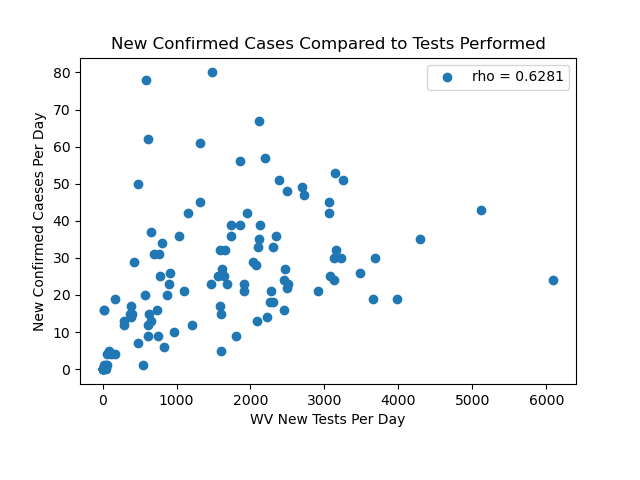 New Confirmed Cases Compared to Tests Performed
rho = 0.6281
80
70
60
50
40
30
20
10
0
New Confirmed Caeses Per Day
0 1000 2000 3000 4000 5000 6000
WV New Tests Per Day